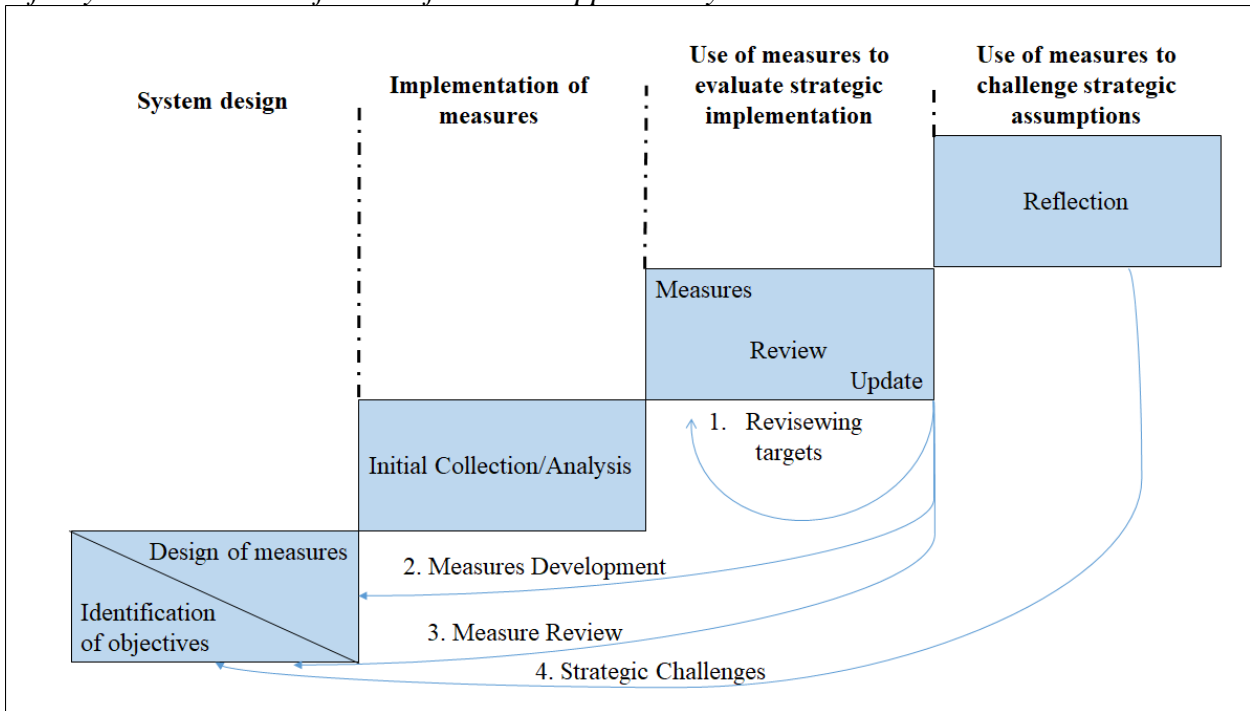 System design
Implementation of
measures
Use of measures to
evaluate strategic
implementation
Use of measures to
challenge strategic
assumptions
Reflection
Measures
Review
Update
1. Revisewing
targets
Initial Collection/Analysis
Design of measures
Identification
of objectives
2. Measures Development
3. Measure Review
4. Strategic Challenges